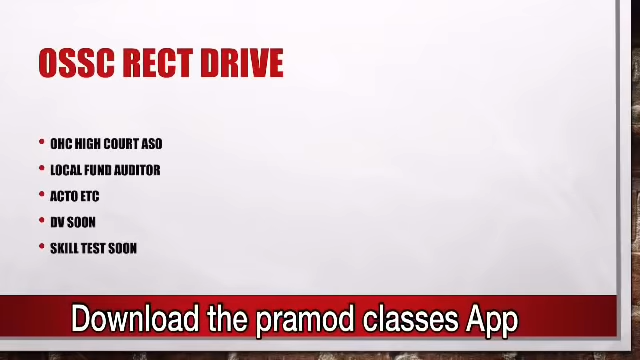 OSSC RECT DRIVE
• OHC HIGH COURT ASO
• LOCAL FUND AUDITOR
• ACTO ETC
• DV SOON
• SKILL TEST SOON
Download the pramod classes App